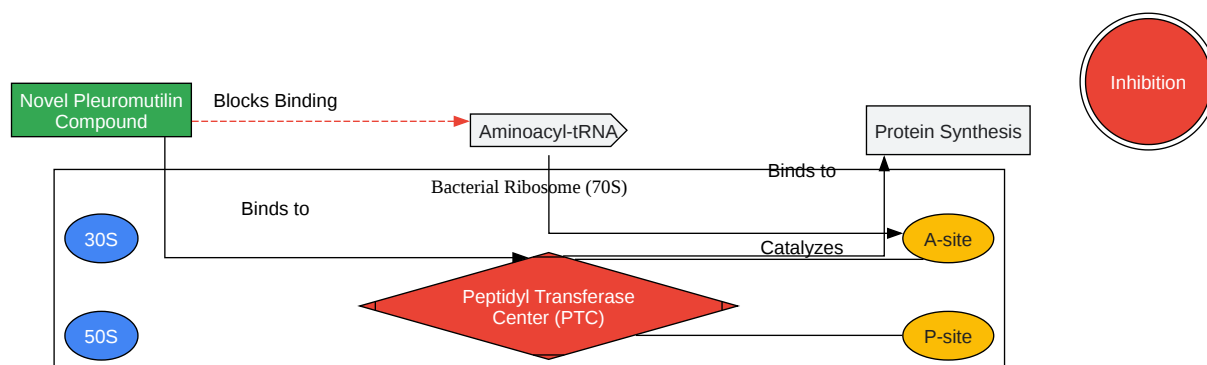 Inhibition
Novel Pleuromutilin
Compound
Blocks Binding
Aminoacyl-tRNA
Protein Synthesis
Binds to
Bacterial Ribosome (70S)
Binds to
30S
A-site
Catalyzes
Peptidyl Transferase
Center (PTC)
50S
P-site